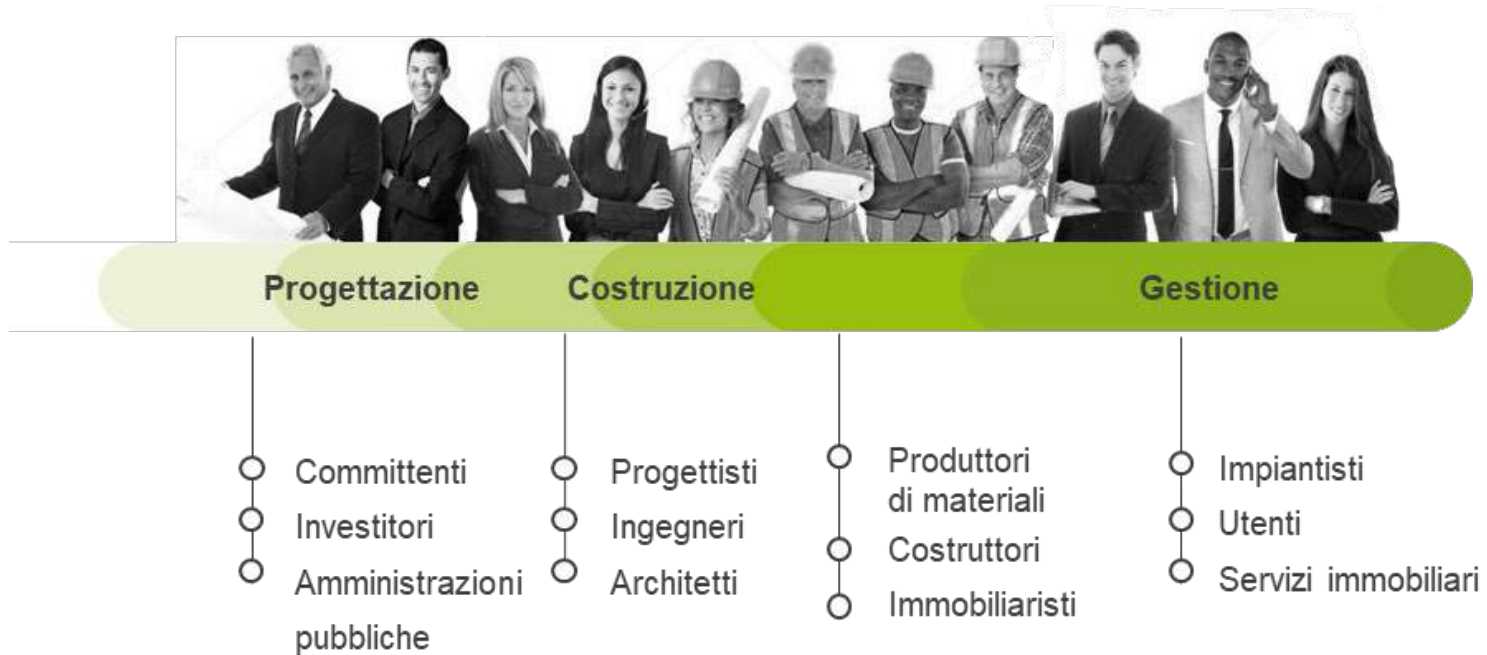 Progettazione
Costruzione
Gestione
Committenti
Investitori
Amministrazioni
pubbliche
Progettisti
Ingegneri
Architetti
Produttori
di materiali
Costruttori
Immobiliaristi
Impiantisti
Utenti
Servizi immobiliari